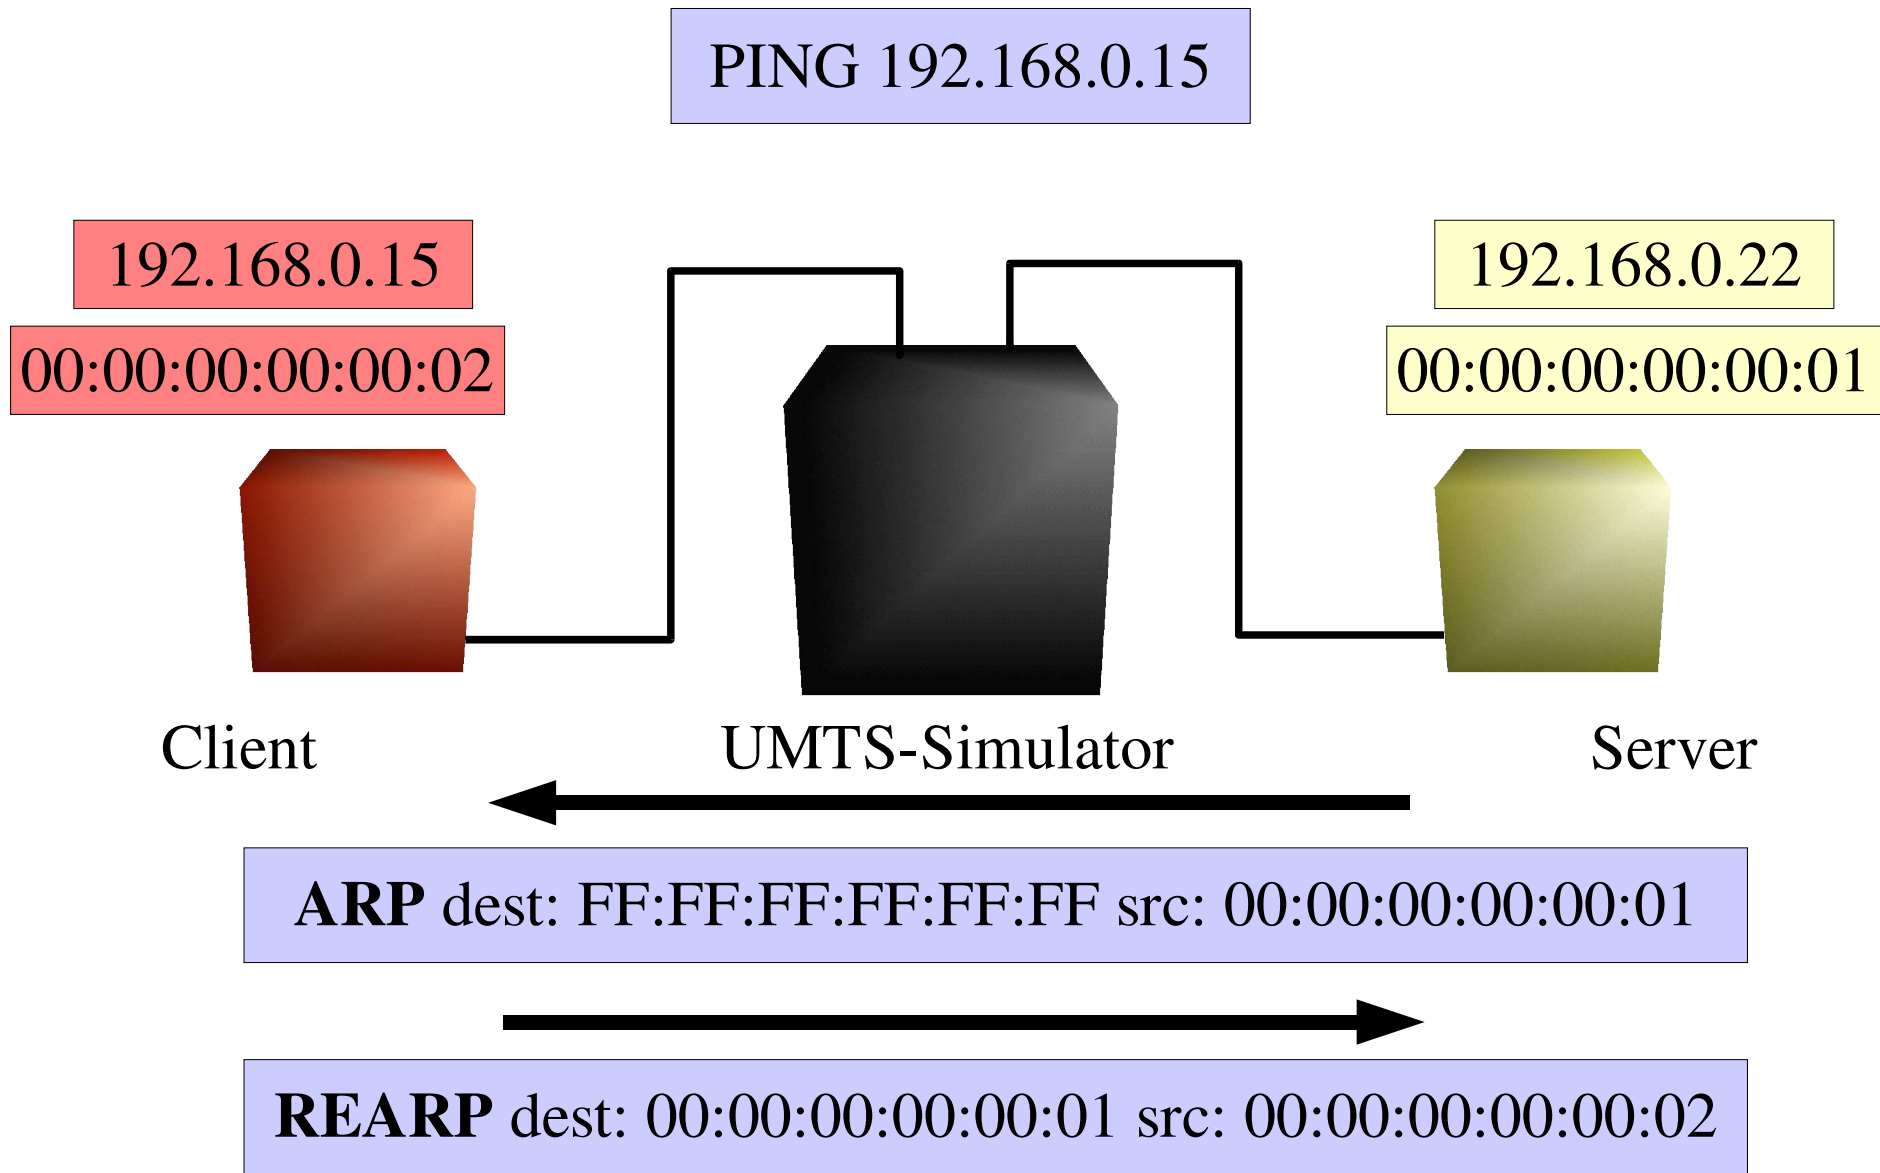 PING 192.168.0.15
192.168.0.15
192.168.0.22
00:00:00:00:00:02
00:00:00:00:00:01
Client
UMTS-Simulator
Server
ARP dest: FF:FF:FF:FF:FF:FF src: 00:00:00:00:00:01
REARP dest: 00:00:00:00:00:01 src: 00:00:00:00:00:02